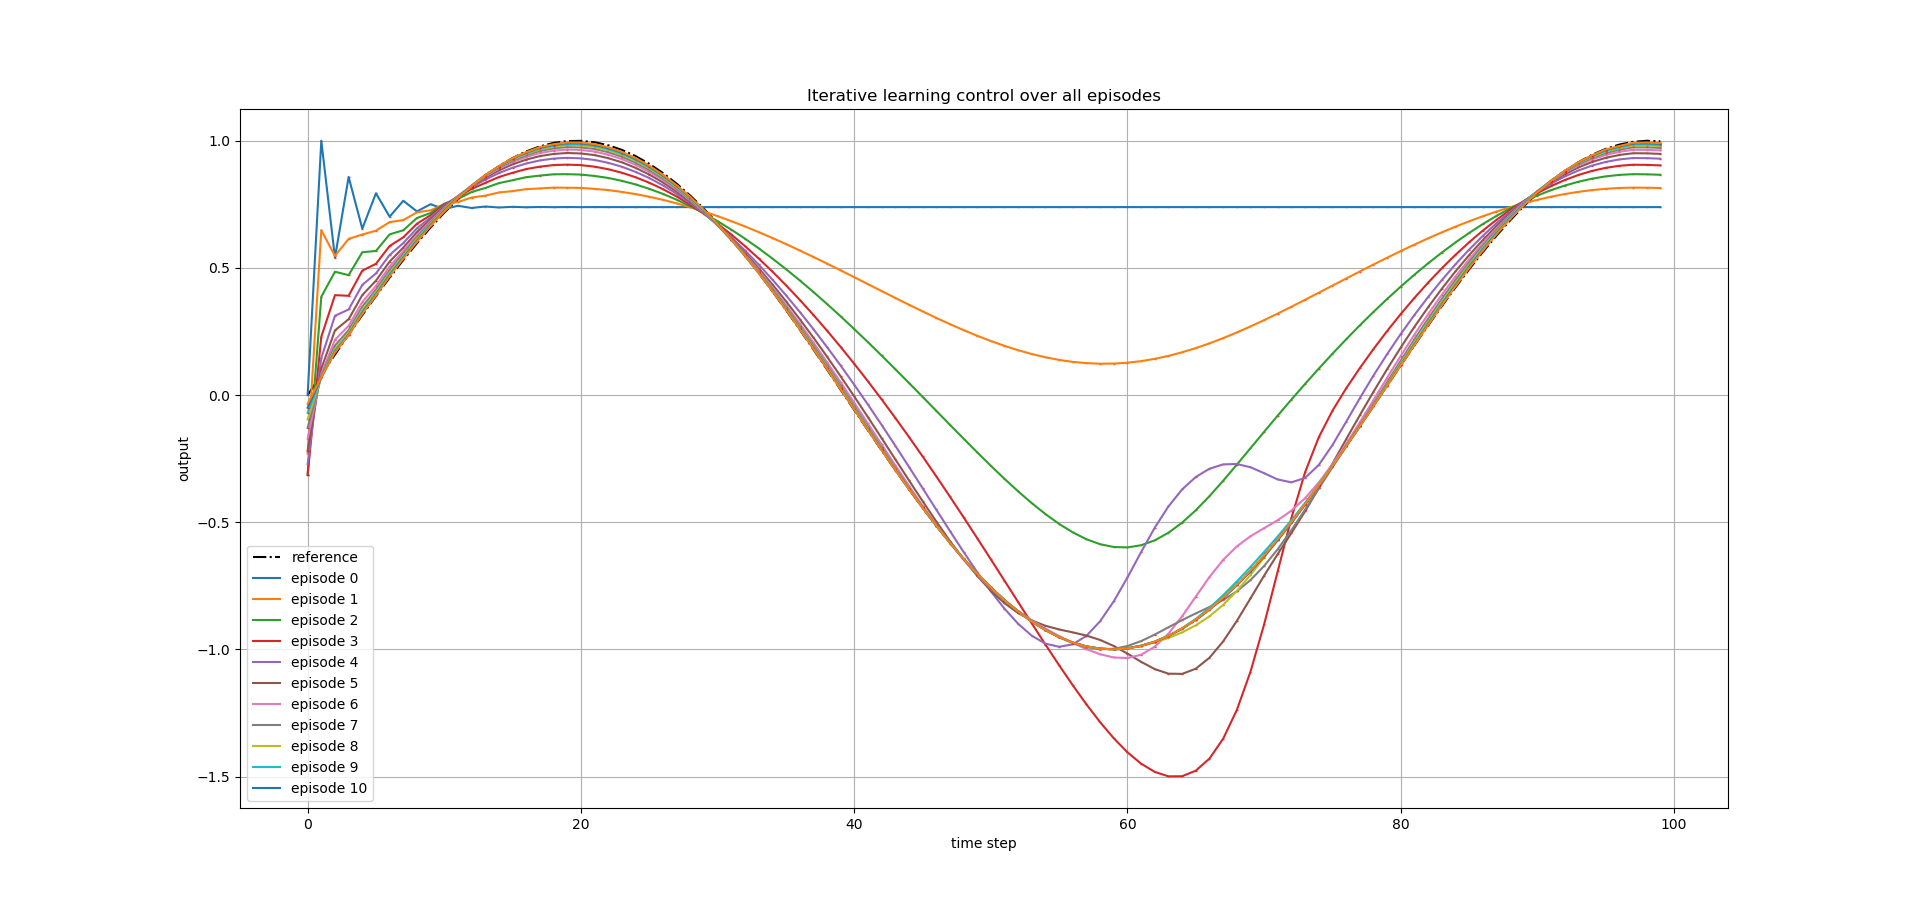 Iterative learning control over all episodes
output
1.0
0.5
0.0
−0.5
−1.0
−1.5
reference
episode 0
episode 1
episode 2
episode 3
episode 4
episode 5
episode 6
episode 7
episode 8
episode 9
episode 10
0 20 40 60 80 100
time step